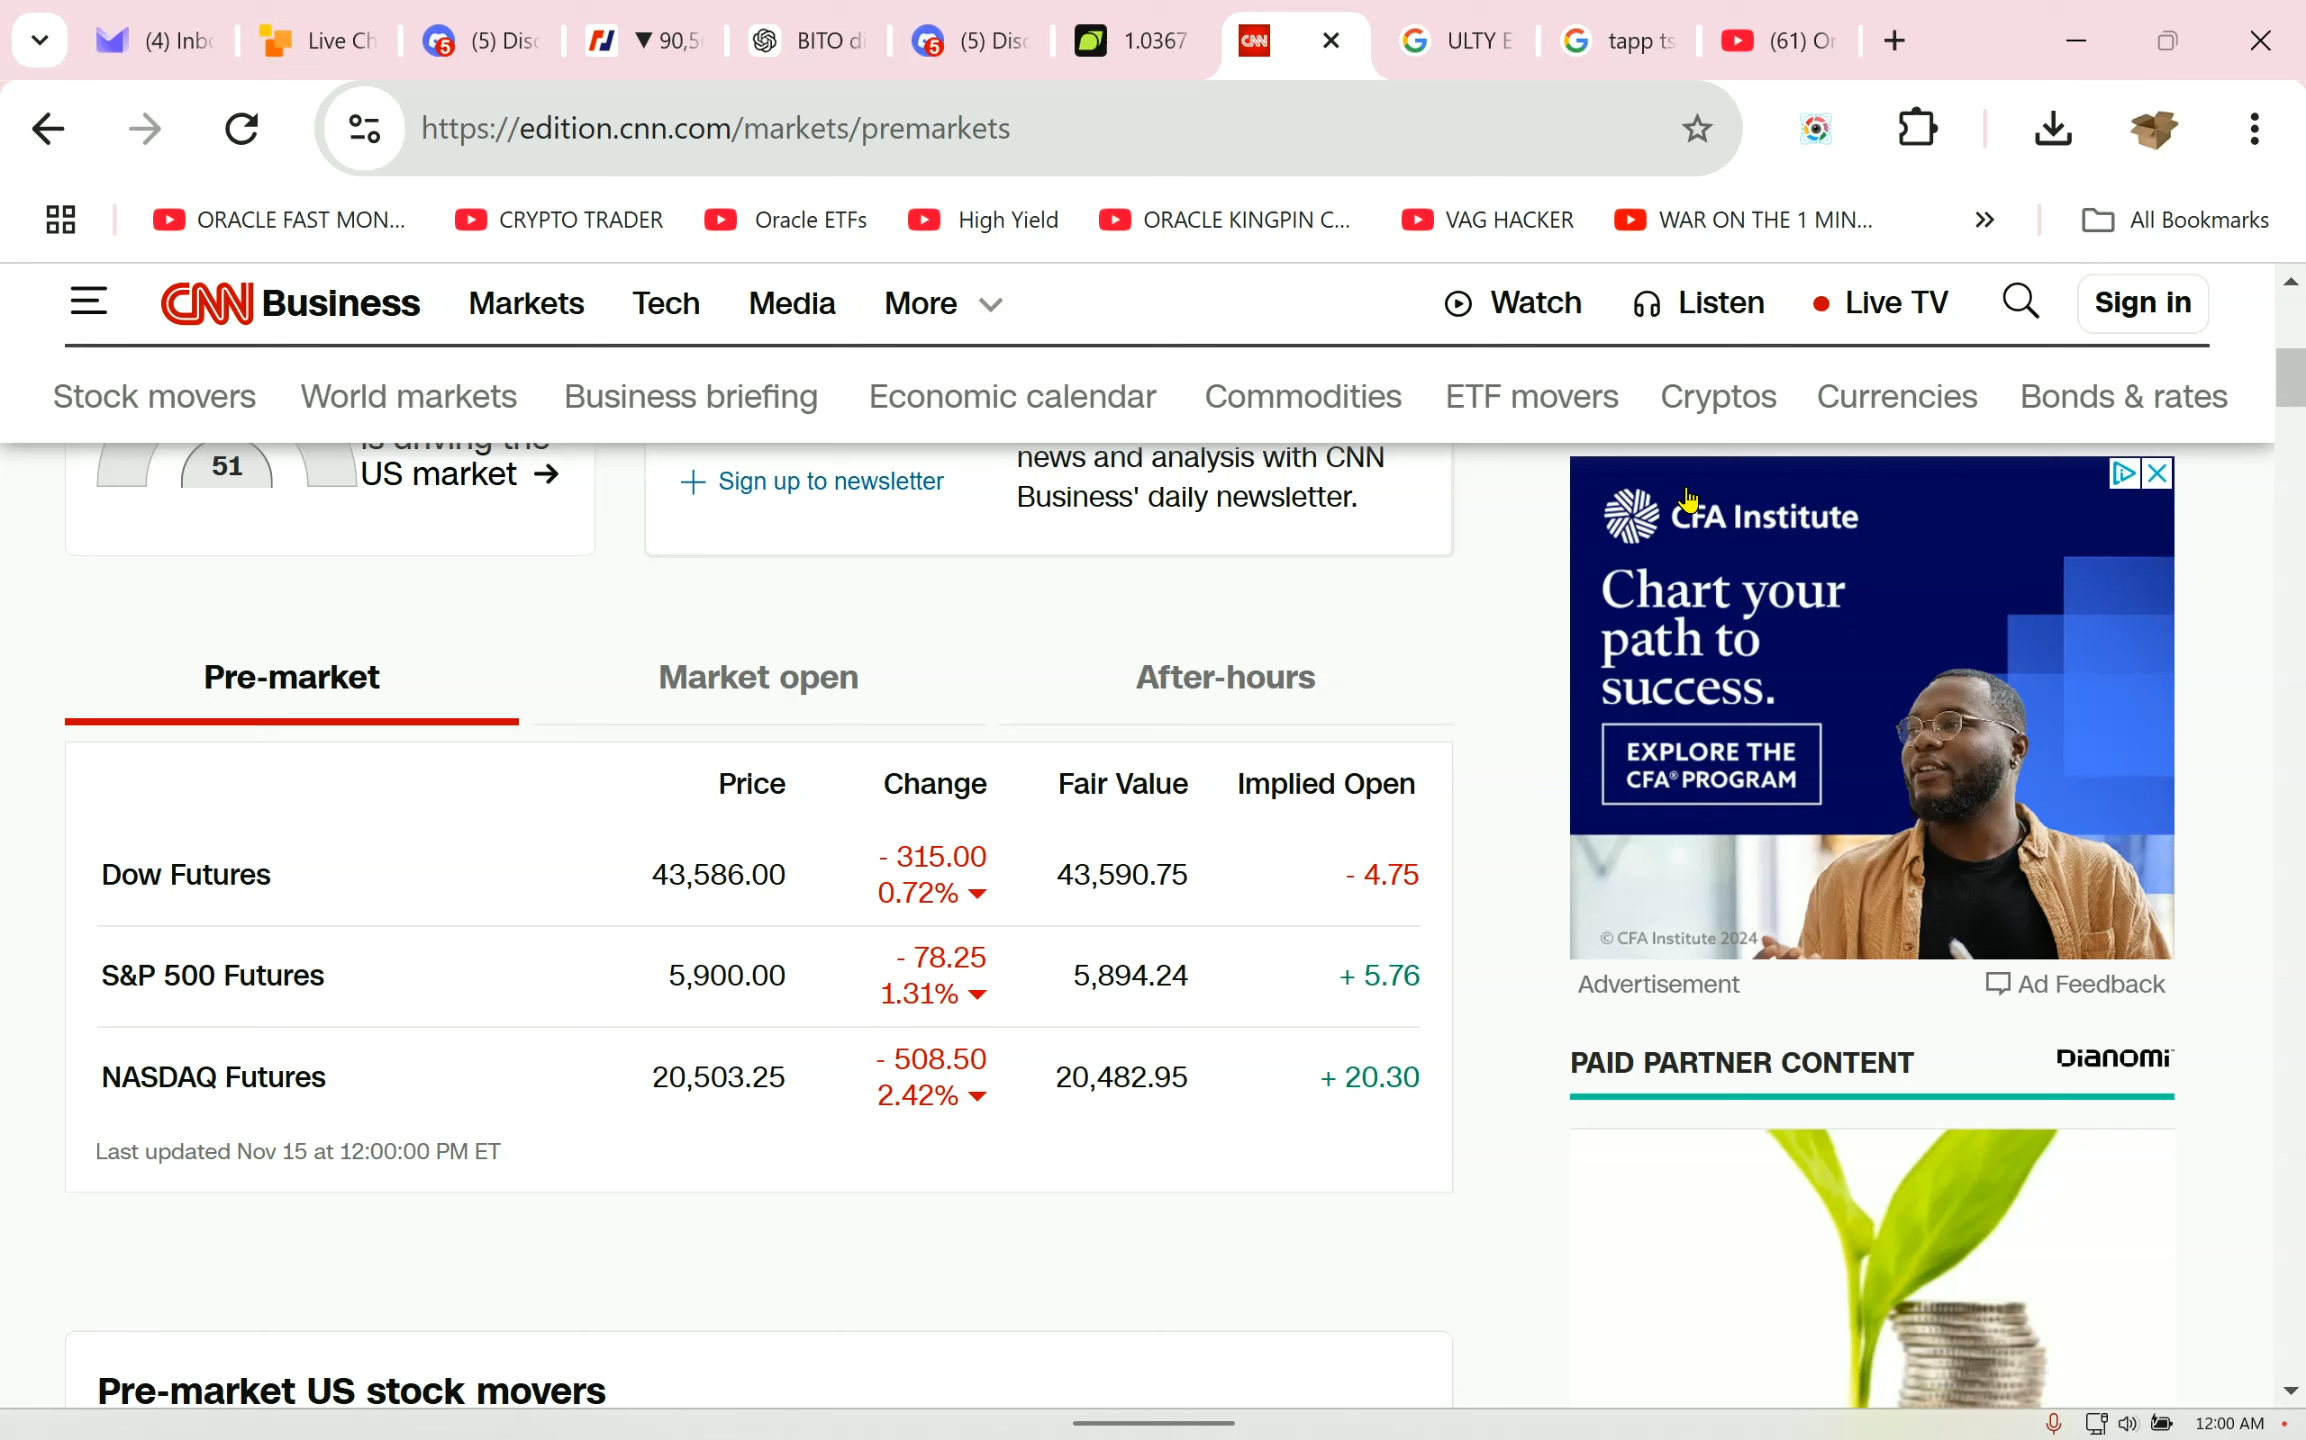 (4) Inbo
Live Ch
(5) Disc
▼ 90,5
BITO di
(5) Disc
1.0367
CNN
ULTY E
tapp ts
(61) Or
https://edition.cnn.com/markets/premarkets
ORACLE FAST MON...
CRYPTO TRADER
Oracle ETFs
High Yield
ORACLE KINGPIN C...
VAG HACKER
WAR ON THE 1 MIN...
All Bookmarks
CNN Business
Markets
Tech
Media
More
Watch
Listen
Live TV
Sign in
Stock movers
World markets
Business briefing
Economic calendar
Commodities
ETF movers
Cryptos
Currencies
Bonds & rates
51
is driving the
US market →
+ Sign up to newsletter
news and analysis with CNN
Business' daily newsletter.
Pre-market
Market open
After-hours
Price Change Fair Value Implied Open
Dow Futures 43,586.00 - 315.00 0.72% ▼ 43,590.75 - 4.75
S&P 500 Futures 5,900.00 - 78.25 1.31% ▼ 5,894.24 + 5.76
NASDAQ Futures 20,503.25 - 508.50 2.42% ▼ 20,482.95 + 20.30
Last updated Nov 15 at 12:00:00 PM ET
Pre-market US stock movers
CFA Institute
Chart your
path to
success.
EXPLORE THE
CFA® PROGRAM
© CFA Institute 2024
Advertisement
Ad Feedback
PAID PARTNER CONTENT
DIANOMI™
12:00 AM